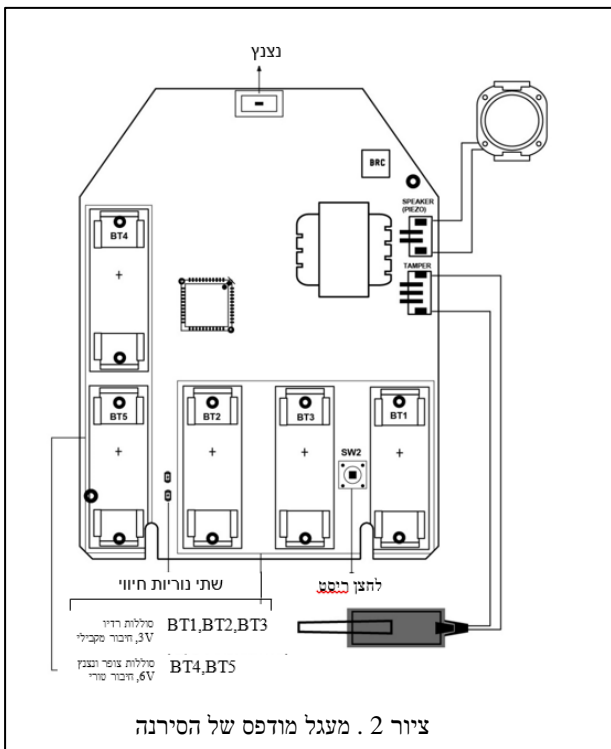 נצנץ
BRC
SPEAKER
(PIEZO)
BT4
TAMPER
BT5
BT2
BT3
BT1
SW2
שתי נוריות חיווי
לחצן ריסט
סוללות רדיו
3V, חיבור מקבילי
BT1,BT2,BT3
סוללות צופר ונצנץ
6V, חיבור טורי
BT4,BT5
ציור 2 . מעגל מודפס של הסירנה